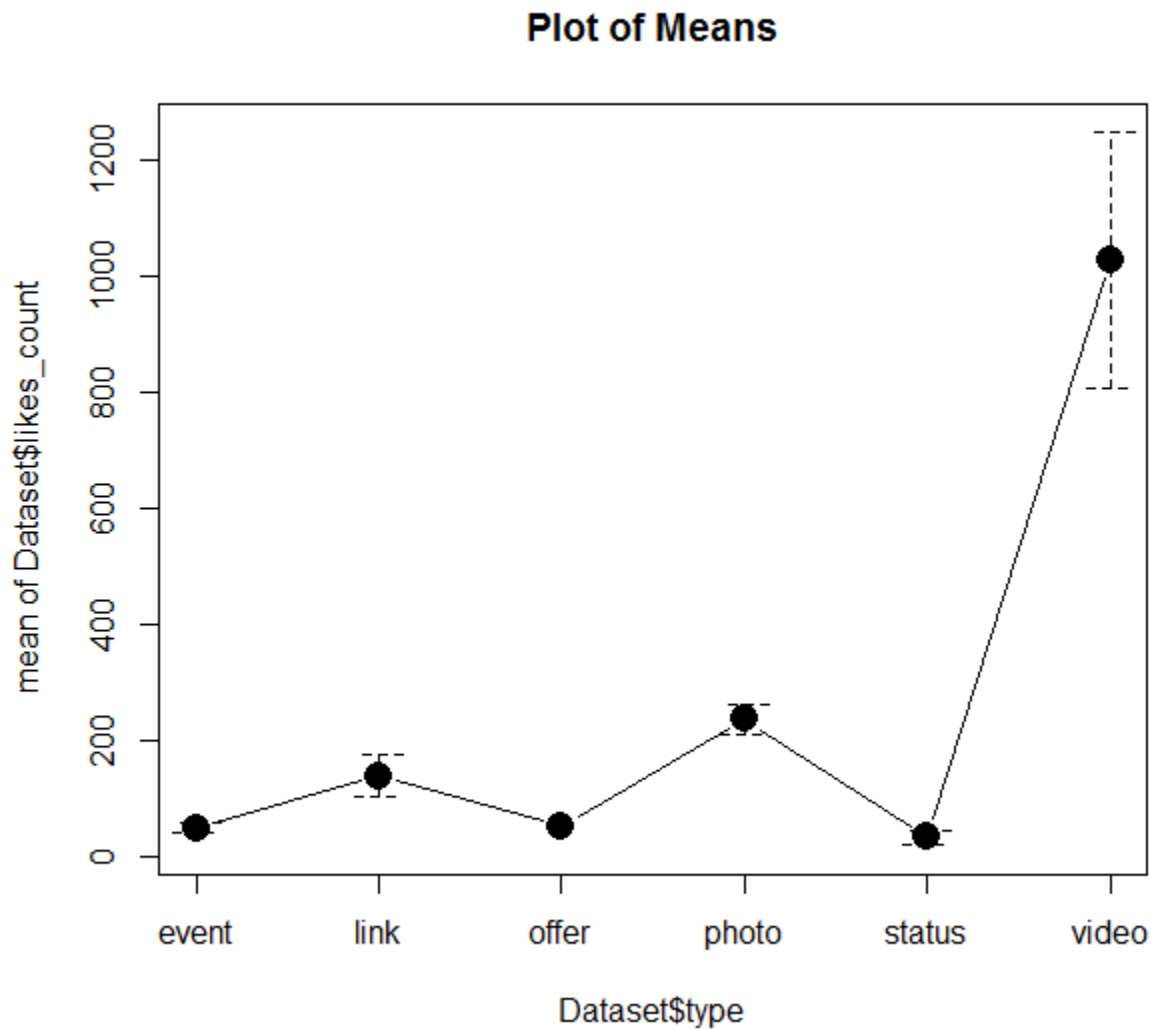 Plot of Means
mean of Dataset$likes_count
1200
1000
800
600
400
200
0
event link offer photo status video
Dataset$type